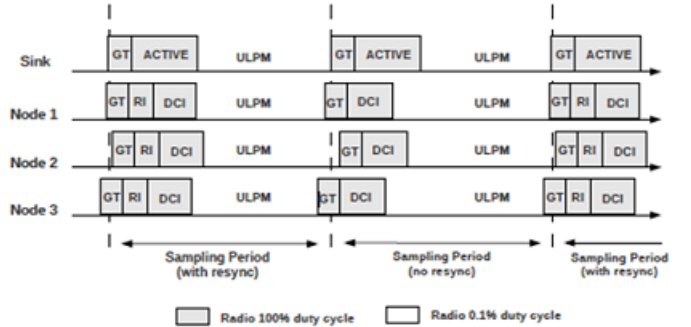 Sink GT ACTIVE ULPM GT ACTIVE ULPM GT ACTIVE
Node 1 GT RI DCI ULPM GT DCI ULPM GT RI DCI
Node 2 GT RI DCI ULPM GT DCI ULPM GT RI DCI
Node 3 GT RI DCI ULPM GT DCI ULPM GT RI DCI
Sampling Period Sampling Period Sampling Period
(with resync) (no resync) (with resync)
Radio 100% duty cycle Radio 0.1% duty cycle